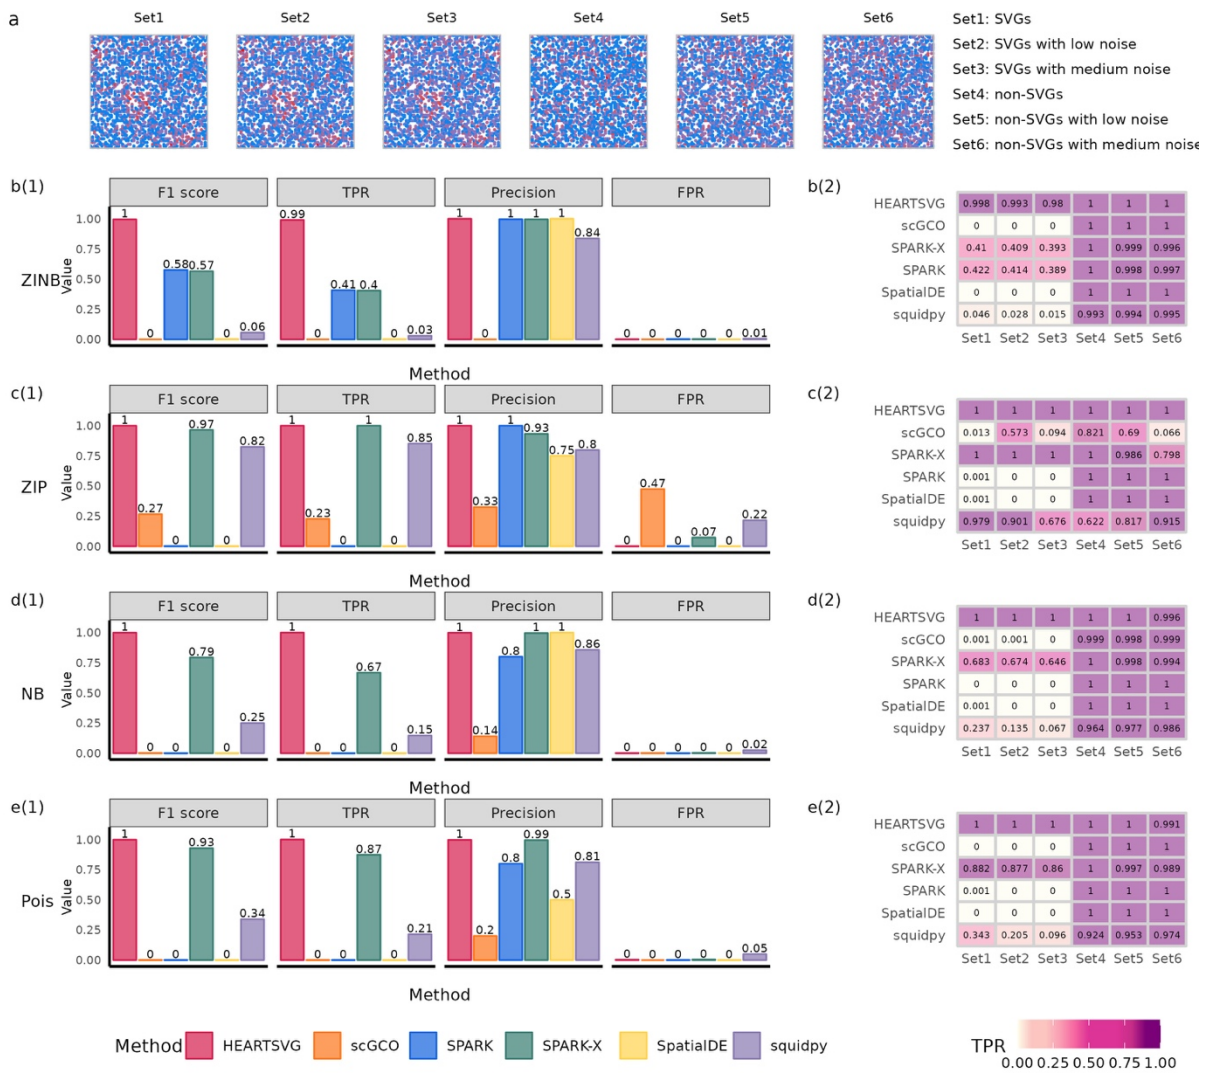 a
Set1 Set2 Set3 Set4 Set5 Set6
Set1: SVGs
Set2: SVGs with low noise
Set3: SVGs with medium noise
Set4: non-SVGs
Set5: non-SVGs with low noise
Set6: non-SVGs with medium noise
b(1)
F1 score TPR Precision FPR
ZINB
Value
1.00
0.75
0.50
0.25
0.00
1 0 0.58 0.57 0 0.06
0.99 0 0.41 0.4 0 0.03
1 0 1 1 1 0.84
0 0 0 0 0 0.01
Method
b(2)
HEARTSVG 0.998 0.993 0.98 1 1 1
scGCO 0 0 0 1 1 1
SPARK-X 0.41 0.409 0.393 1 0.999 0.996
SPARK 0.422 0.414 0.389 1 0.998 0.997
SpatialDE 0 0 0 1 1 1
squidpy 0.046 0.028 0.015 0.993 0.994 0.995
Set1 Set2 Set3 Set4 Set5 Set6
c(1)
F1 score TPR Precision FPR
ZIP
Value
1.00
0.75
0.50
0.25
0.00
1 0.27 0 0.97 0 0.82
1 0.23 0 1 0 0.85
1 0.33 1 0.93 0.75 0.8
0 0.47 0 0.07 0 0.22
Method
c(2)
HEARTSVG 1 1 1 1 1 1
scGCO 0.013 0.573 0.094 0.821 0.69 0.066
SPARK-X 1 1 1 1 0.986 0.798
SPARK 0.001 0 0 1 1 1
SpatialDE 0.001 0 0 1 1 1
squidpy 0.979 0.901 0.676 0.622 0.817 0.915
Set1 Set2 Set3 Set4 Set5 Set6
d(1)
F1 score TPR Precision FPR
NB
Value
1.00
0.75
0.50
0.25
0.00
1 0 0 0.79 0 0.25
1 0 0 0.67 0 0.15
1 0.14 0.8 1 1 0.86
0 0 0 0 0 0.02
Method
d(2)
HEARTSVG 1 1 1 1 1 0.996
scGCO 0.001 0.001 0 0.999 0.998 0.999
SPARK-X 0.683 0.674 0.646 1 0.998 0.994
SPARK 0 0 0 1 1 1
SpatialDE 0.001 0 0 1 1 1
squidpy 0.237 0.135 0.067 0.964 0.977 0.986
Set1 Set2 Set3 Set4 Set5 Set6
e(1)
F1 score TPR Precision FPR
Pois
Value
1.00
0.75
0.50
0.25
0.00
1 0 0 0.93 0 0.34
1 0 0 0.87 0 0.21
1 0.2 0.8 0.99 0.5 0.81
0 0 0 0 0 0.05
Method
e(2)
HEARTSVG 1 1 1 1 1 0.991
scGCO 0 0 0 1 1 1
SPARK-X 0.882 0.877 0.86 1 0.997 0.989
SPARK 0.001 0 0 1 1 1
SpatialDE 0 0 0 1 1 1
squidpy 0.343 0.205 0.096 0.924 0.953 0.974
Set1 Set2 Set3 Set4 Set5 Set6
Method HEARTSVG scGCO SPARK SPARK-X SpatialDE squidpy
TPR
0.00 0.25 0.50 0.75 1.00